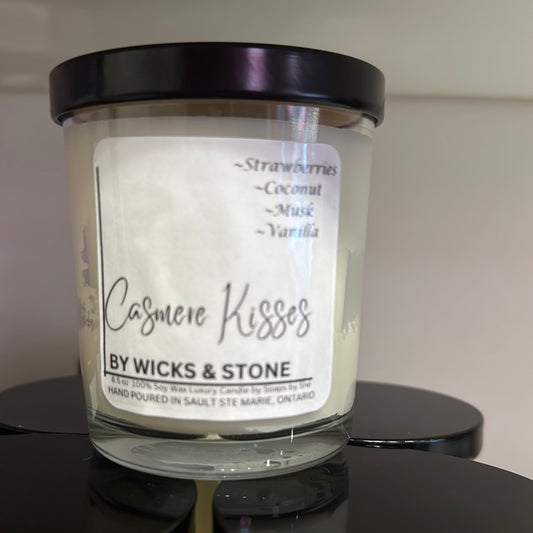 ~Strawberries
~Coconut
~Musk
~Vanilla
Casmere Kisses
BY WICKS & STONE
8.5 oz 100% Soy Wax Luxury Candle by Soaps by She
HAND POURED IN SAULT STE MARIE, ONTARIO